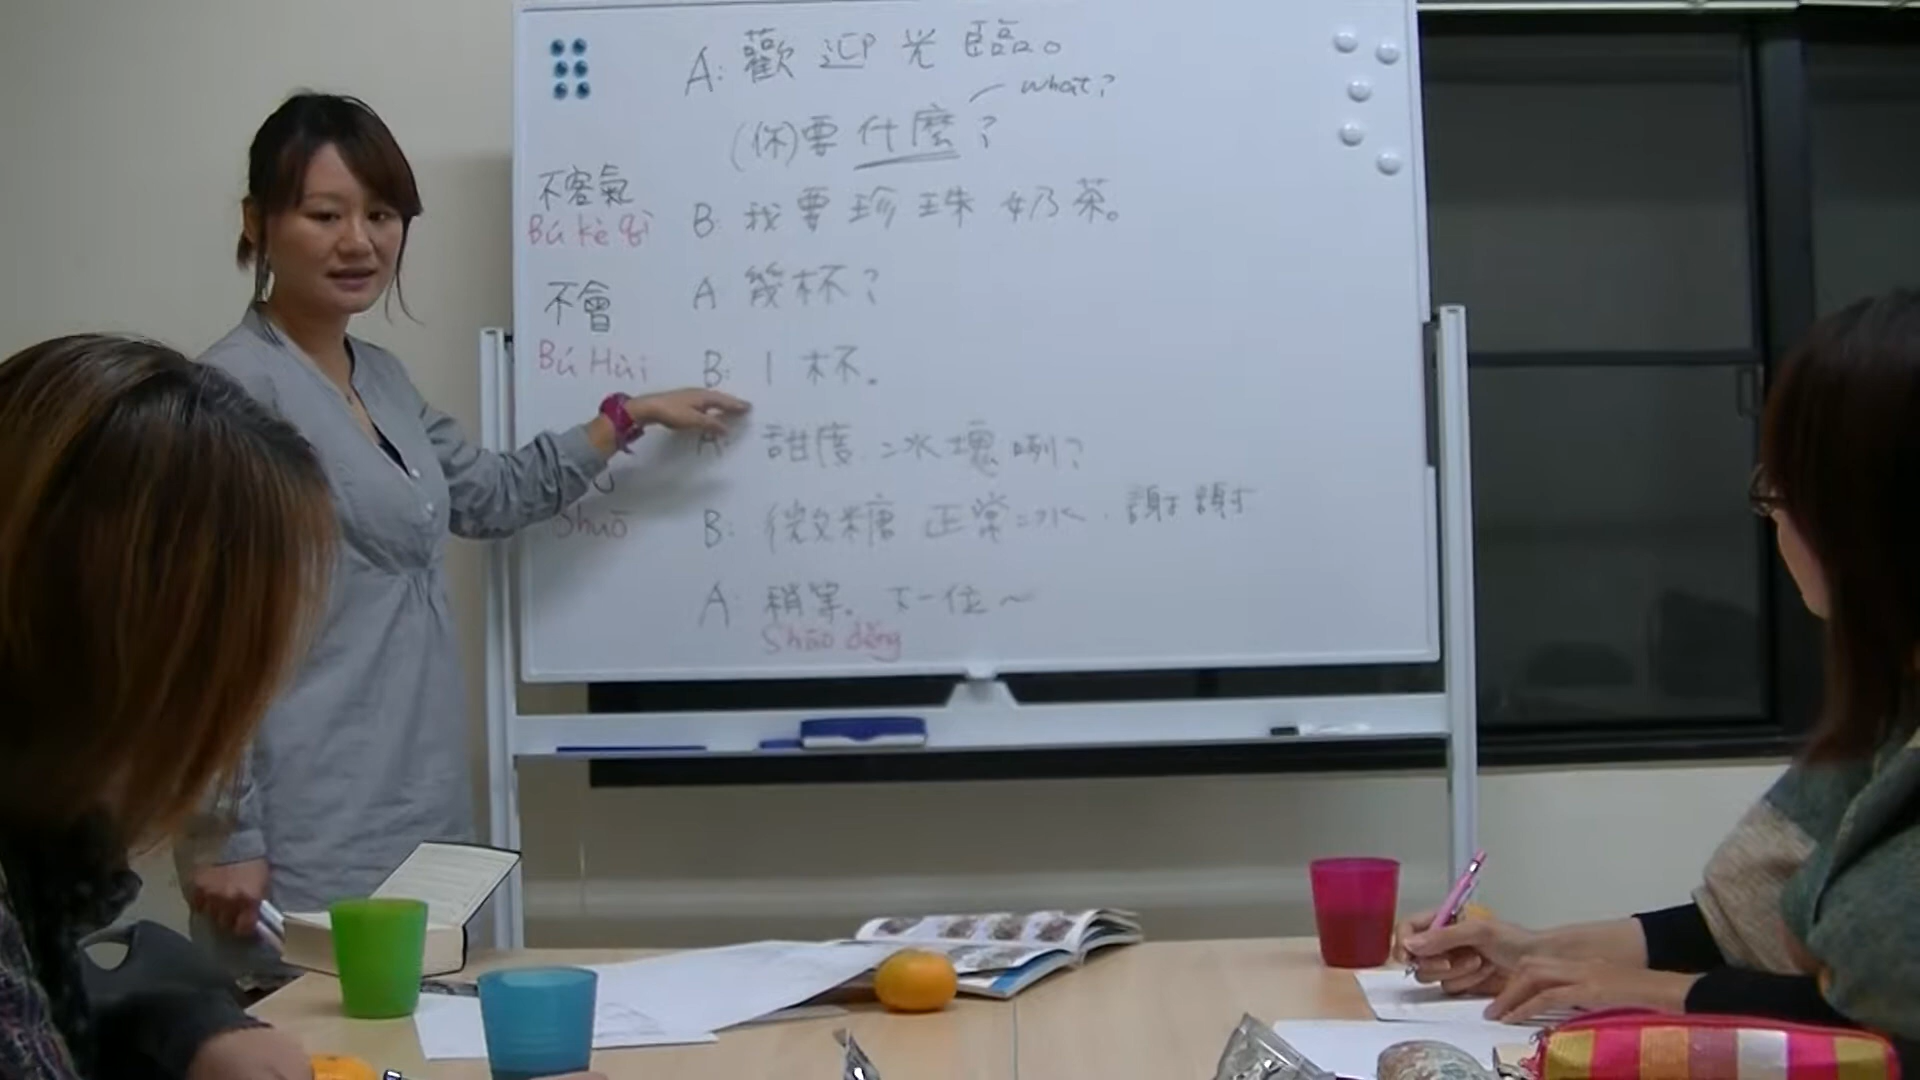 A: 歡迎光臨。
what?
(你)要什麼?
B: 我要珍珠奶茶。
A 幾杯?
B: 1杯。
A: 甜度冰塊咧?
B: 微糖 正常冰. 謝謝
A: 稍等。下一位~
Shāo děng
不客氣
Bú kè qì
不會
Bú Hùi
Shuō